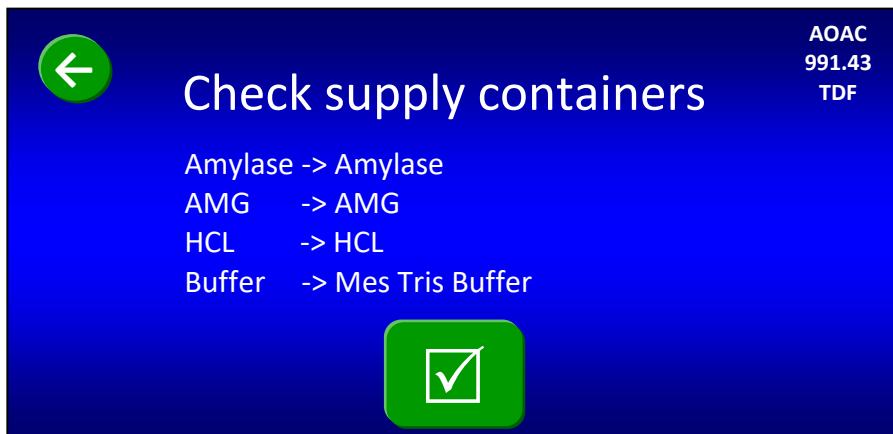 AOAC
991.43
TDF
Check supply containers
Amylase -> Amylase
AMG -> AMG
HCL -> HCL
Buffer -> Mes Tris Buffer